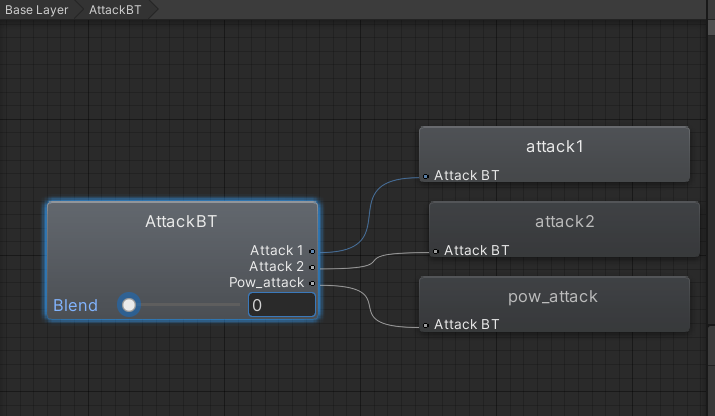 Base Layer AttackBT
attack1
Attack BT
AttackBT
Attack 1
Attack 2
Pow_attack
Blend 0
attack2
Attack BT
pow_attack
Attack BT